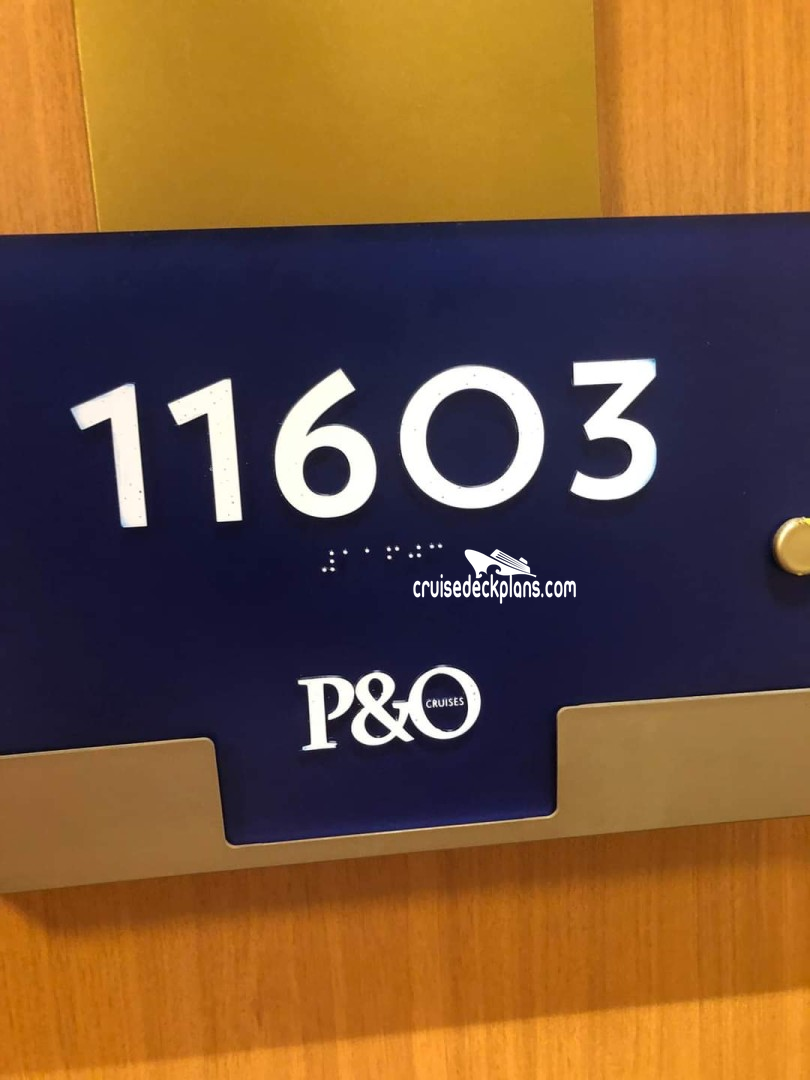 11603
⠼⠁⠁⠋⠚⠉
cruisedeckplans.com
P&O
CRUISES